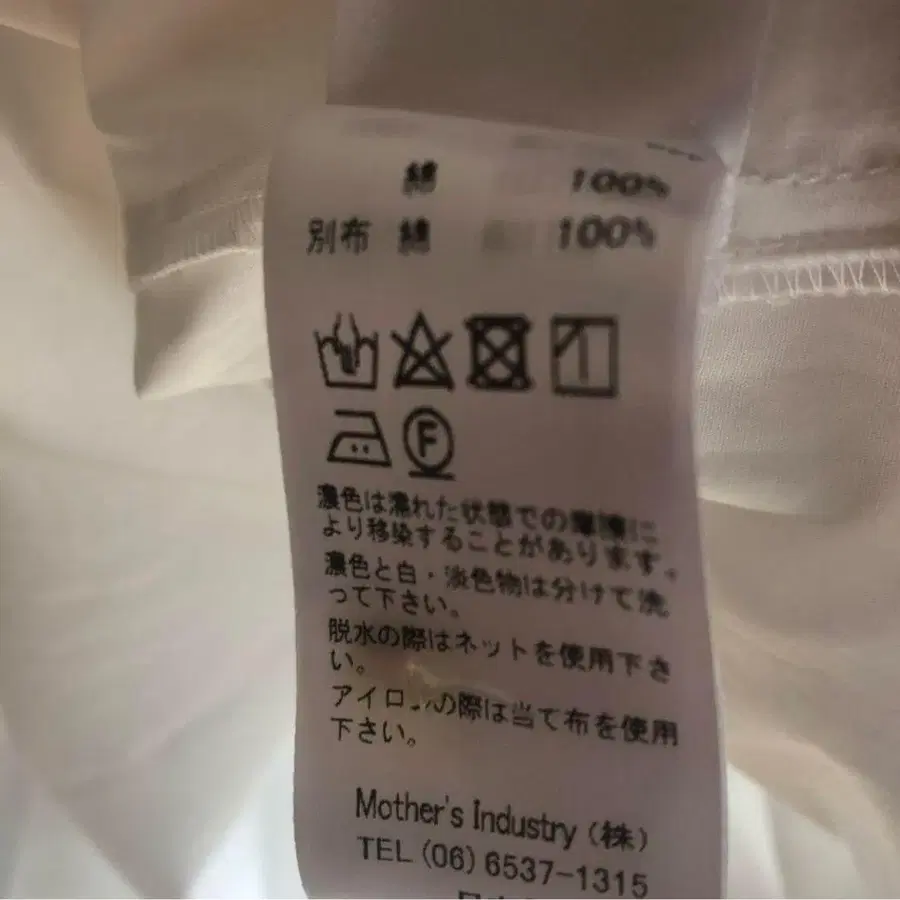 綿 100%
別布 綿 100%
F
濃色は濡れた状態での摩擦に
より移染することがあります。
濃色と白・淡色物は分けて洗
って下さい。
脱水の際はネットを使用下さ
い。
アイロンの際は当て布を使用
下さい。
Mother's Industry (株)
TEL (06) 6537-1315